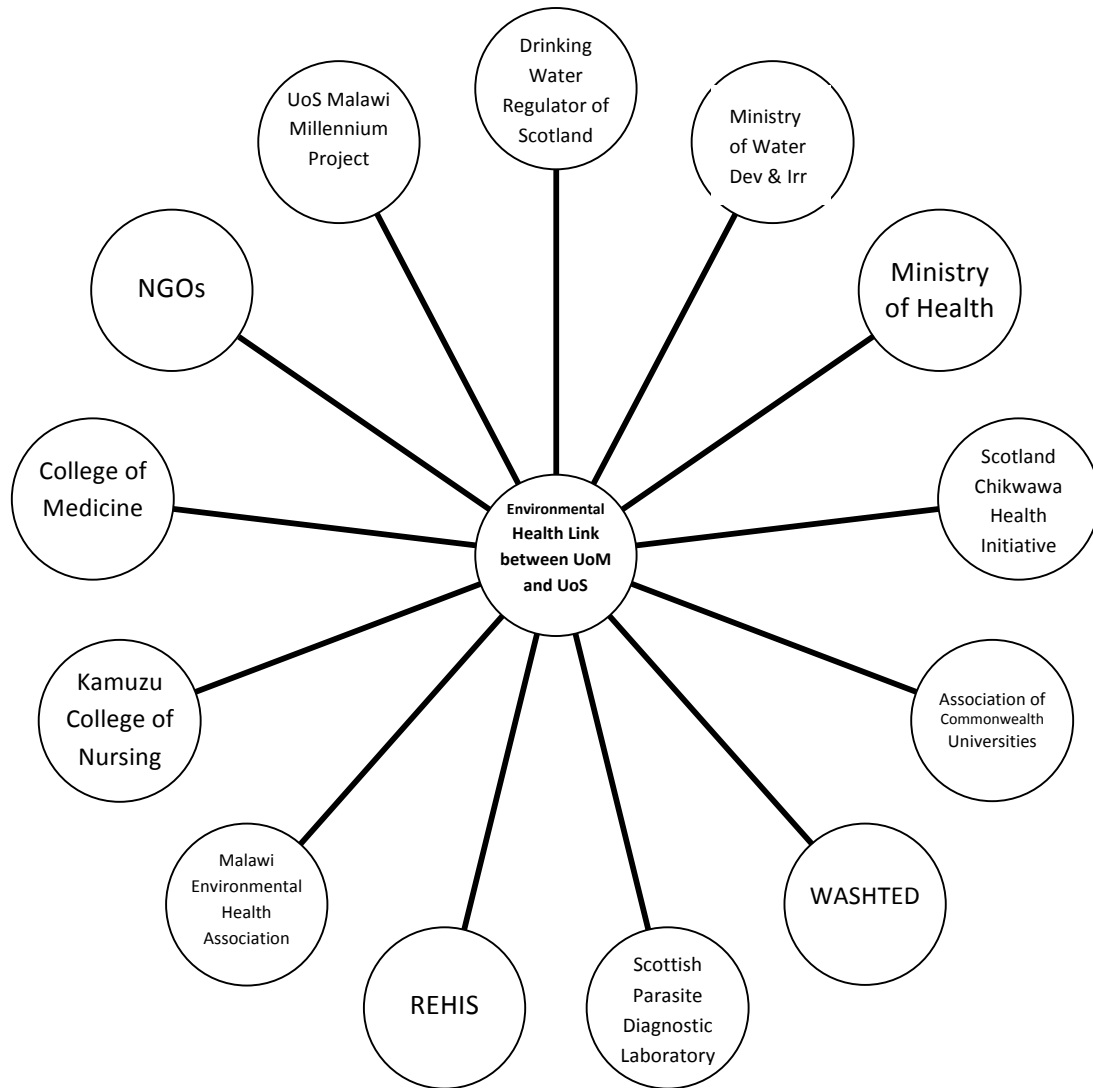 Drinking
Water
Regulator of
Scotland
UoS Malawi
Millennium
Project
Ministry
of Water
Dev & Irr
NGOs
Ministry
of Health
College of
Medicine
Scotland
Chikwawa
Health
Initiative
Environmental
Health Link
between UoM
and UoS
Kamuzu
College of
Nursing
Association of
Commonwealth
Universities
Malawi
Environmental
Health
Association
WASHTED
REHIS
Scottish
Parasite
Diagnostic
Laboratory